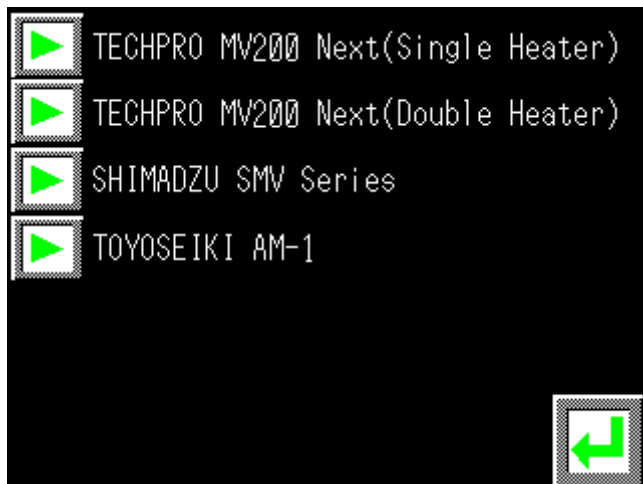 TECHPRO MV200 Next(Single Heater)
TECHPRO MV200 Next(Double Heater)
SHIMADZU SMV Series
TOYOSEIKI AM-1